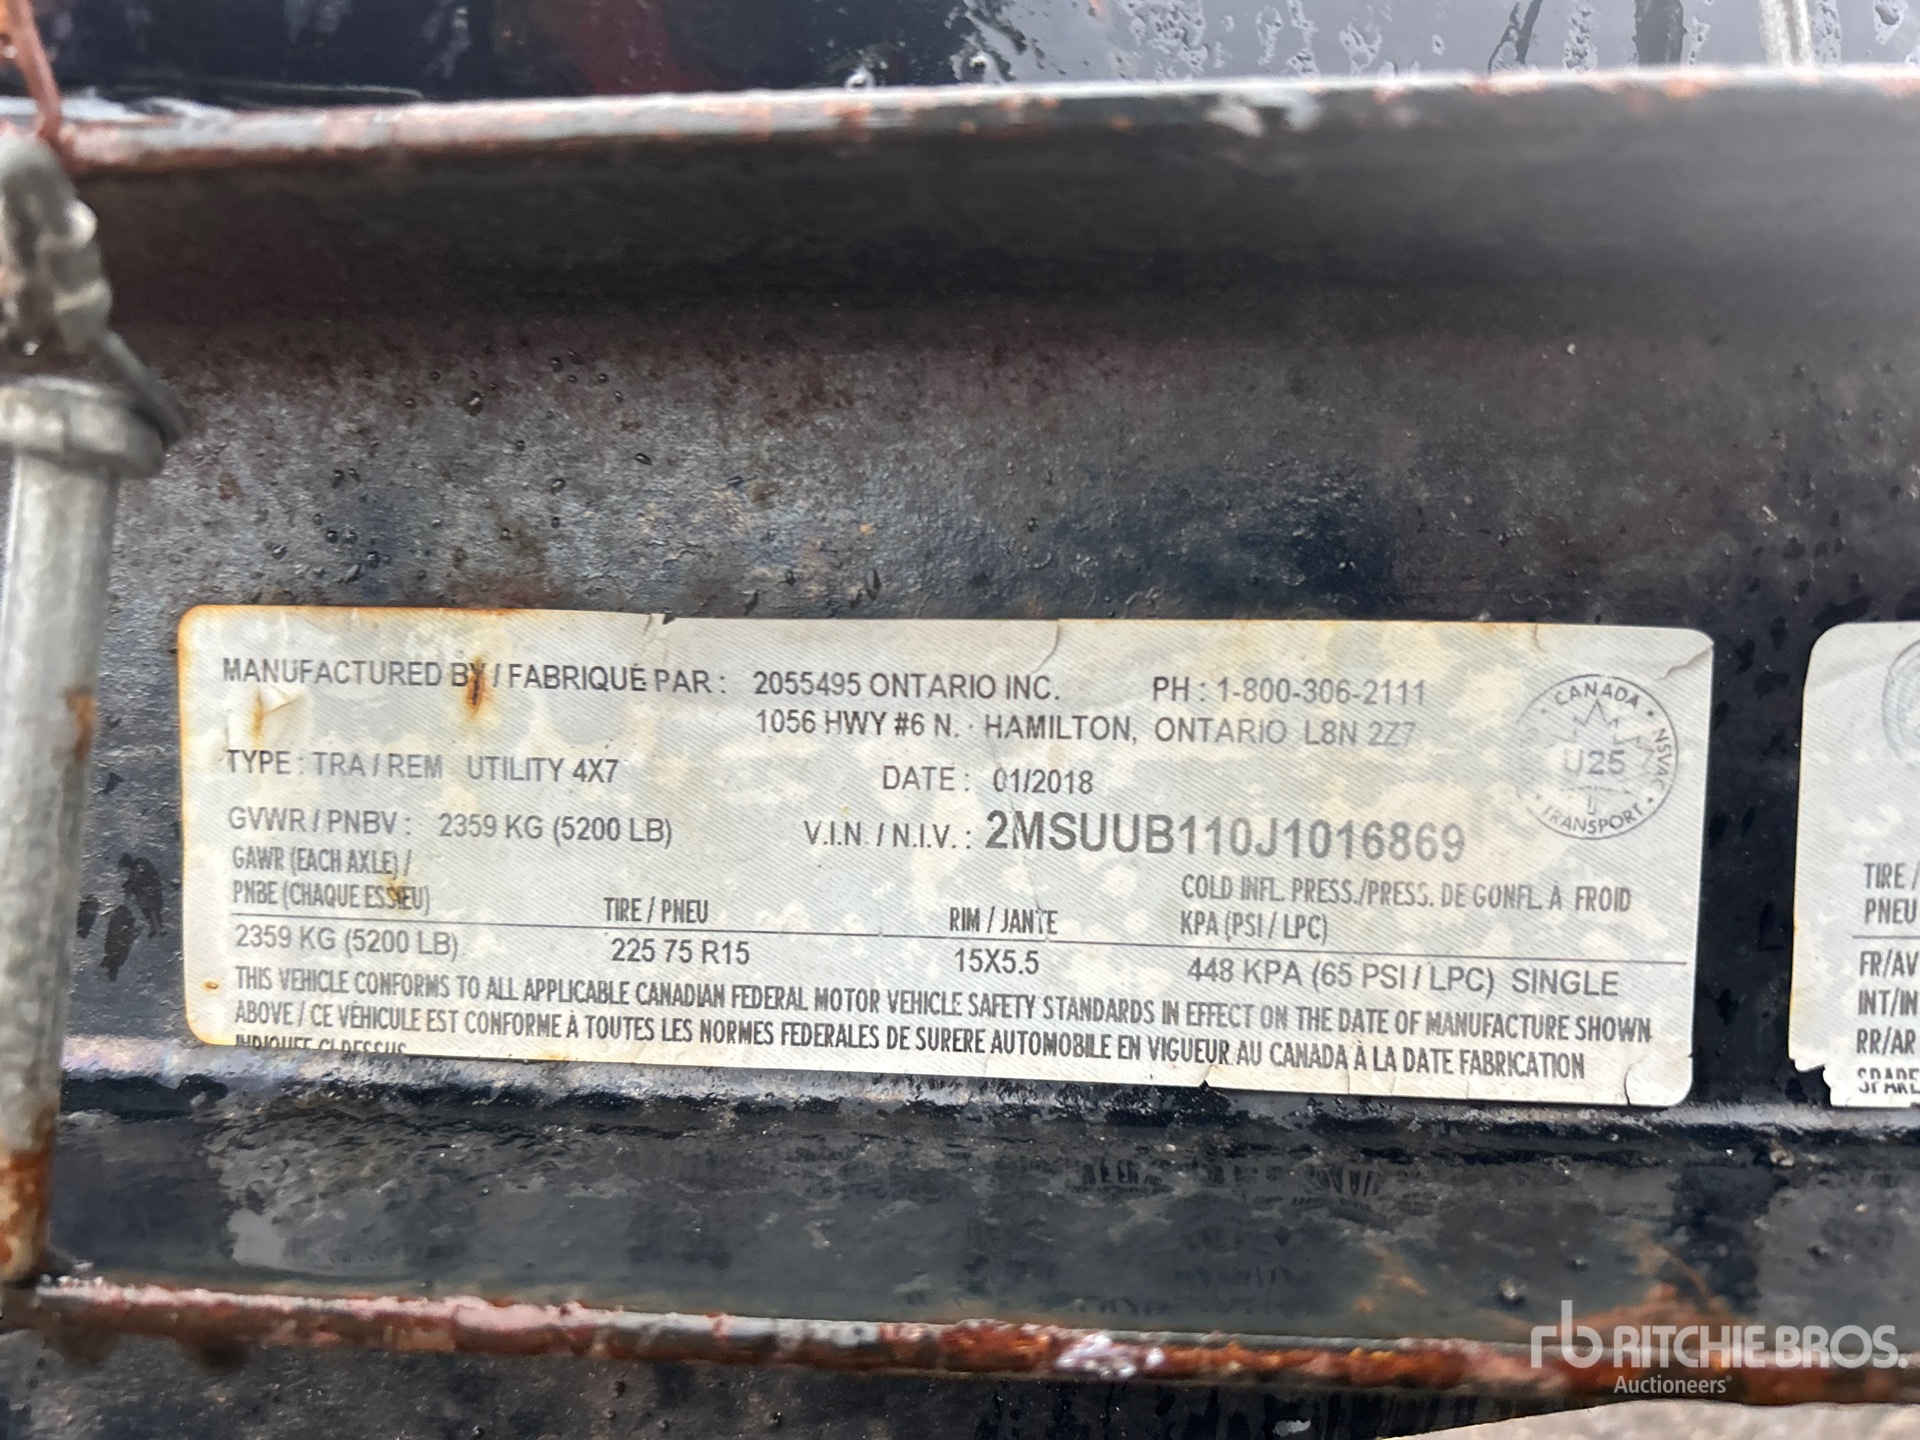 MANUFACTURED BY / FABRIQUÉ PAR : 2055495 ONTARIO INC. PH : 1-800-306-2111
1056 HWY #6 N. · HAMILTON, ONTARIO L8N 2Z7
TYPE : TRA / REM UTILITY 4X7 DATE : 01/2018
GVWR / PNBV : 2359 KG (5200 LB) V.I.N. / N.I.V. : 2MSUUB110J1016869
GAWR (EACH AXLE) /
PNBE (CHAQUE ESSIEU) TIRE / PNEU RIM / JANTE COLD INFL. PRESS./PRESS. DE GONFL. À FROID
KPA (PSI / LPC)
2359 KG (5200 LB) 225 75 R15 15X5.5 448 KPA (65 PSI / LPC) SINGLE
THIS VEHICLE CONFORMS TO ALL APPLICABLE CANADIAN FEDERAL MOTOR VEHICLE SAFETY STANDARDS IN EFFECT ON THE DATE OF MANUFACTURE SHOWN
ABOVE / CE VÉHICULE EST CONFORME À TOUTES LES NORMES FEDERALES DE SURERE AUTOMOBILE EN VIGUEUR AU CANADA À LA DATE FABRICATION
INDIQUEE CI DESSUS
CANADA
U25
TRANSPORT
TIRE /
PNEU
FR/AV
INT/IN
RR/AR
SPARE
rb RITCHIE BROS.
Auctioneers